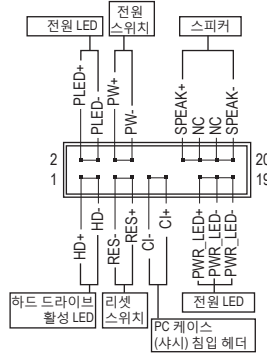 전원 LED
전원
스위치
스피커
PLED+
PLED-
PW+
PW-
SPEAK+
NC
NC
SPEAK-
2
20
1
19
HD+
HD-
RES-
RES+
CI-
CI+
PWR_LED+
PWR_LED-
PWR_LED-
하드 드라이브
활성 LED
리셋
스위치
전원 LED
PC 케이스
(샤시) 침입 헤더